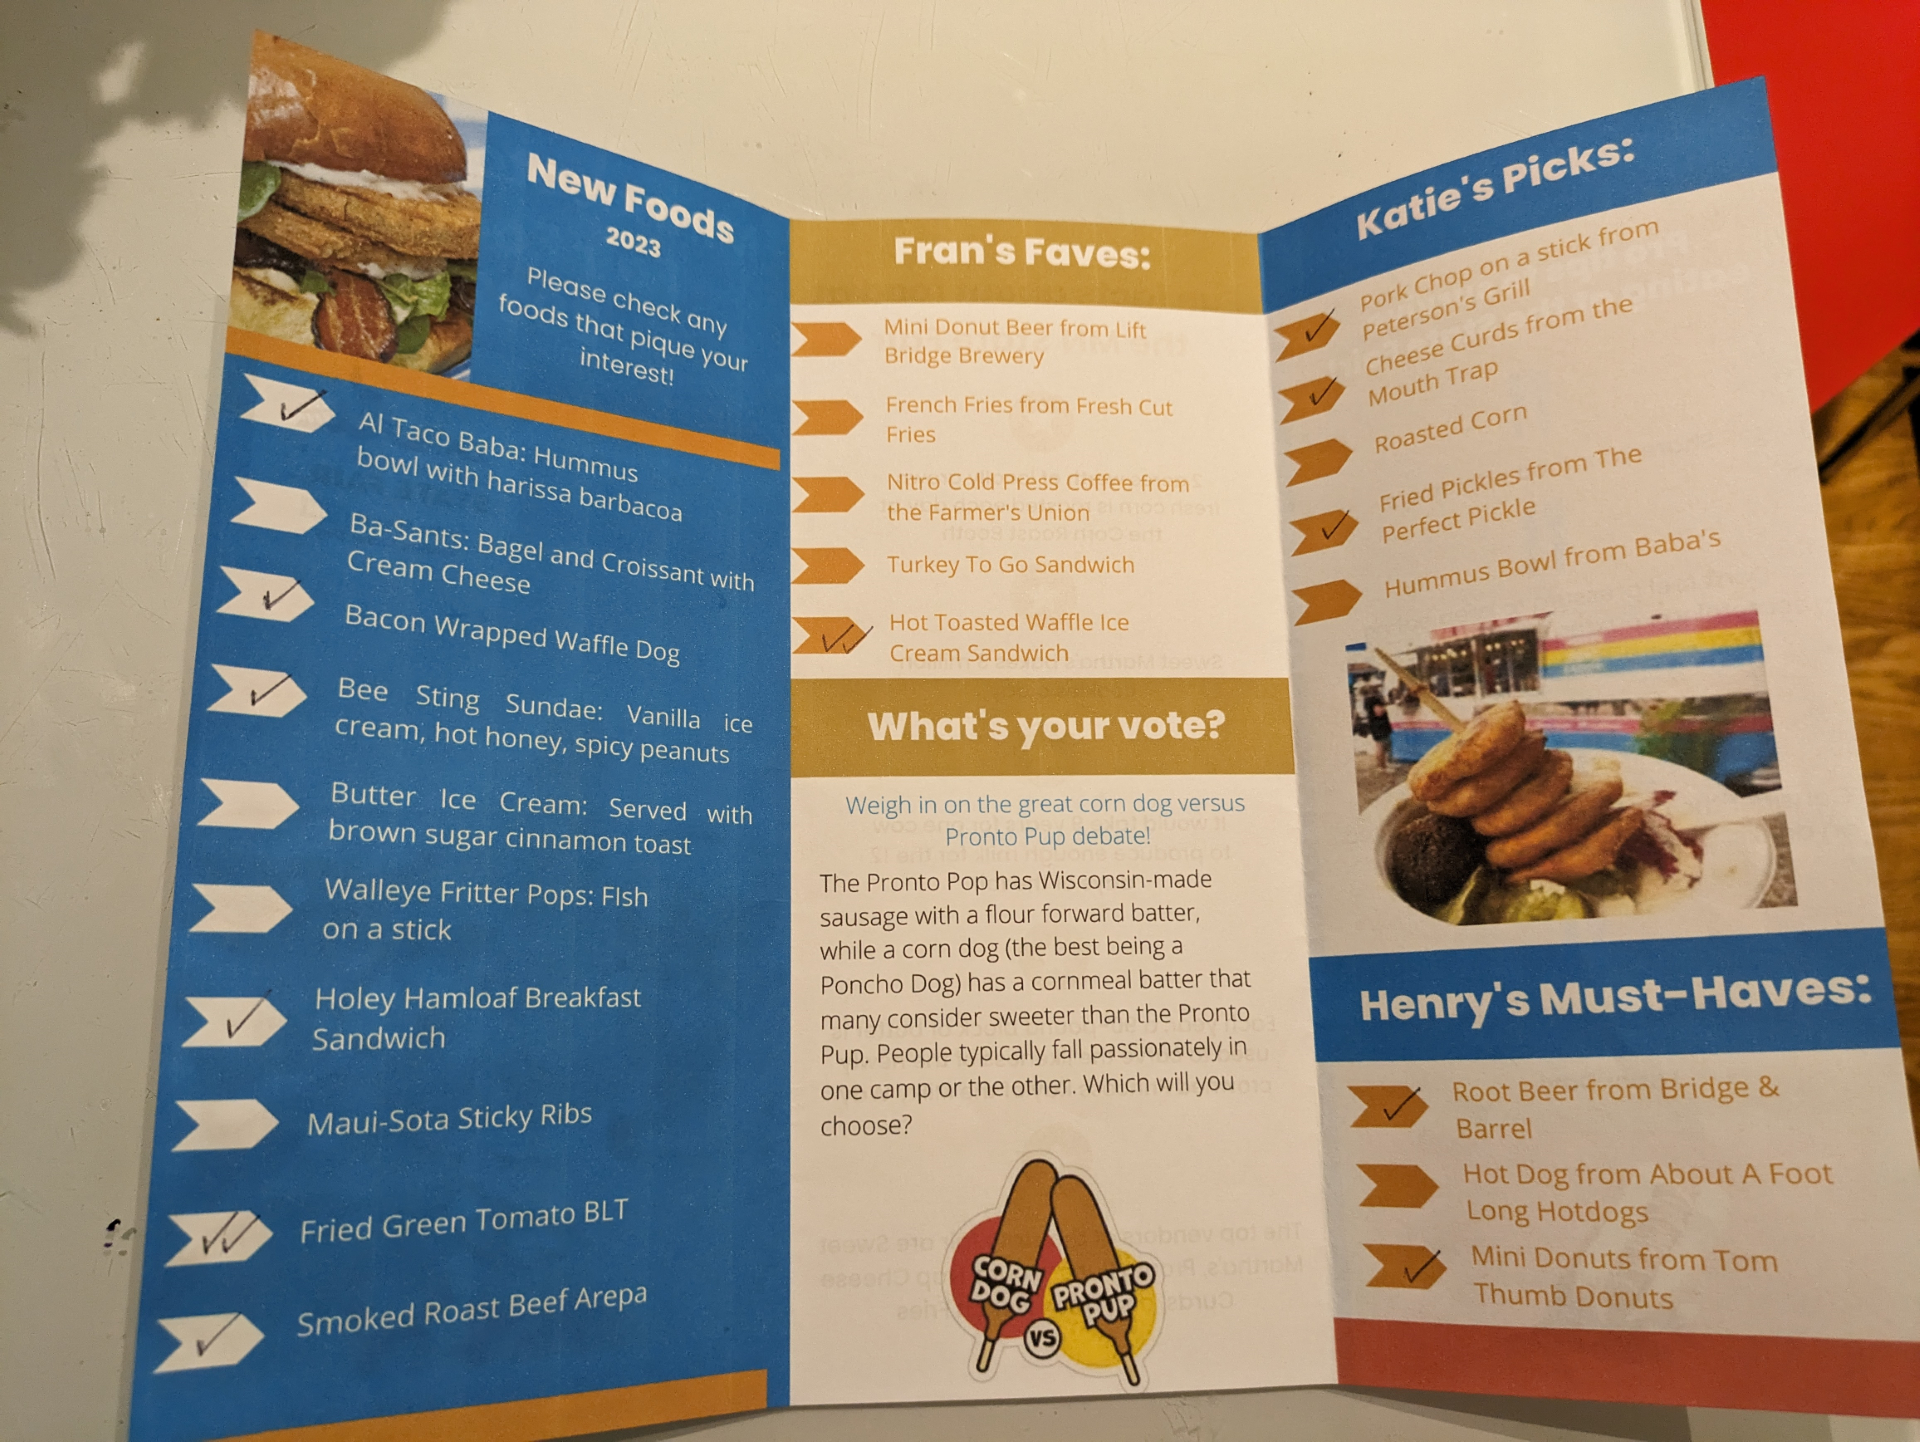 New Foods
2023
Please check any
foods that pique your
interest!
Al Taco Baba: Hummus
bowl with harissa barbacoa
Ba-Sants: Bagel and Croissant with
Cream Cheese
Bacon Wrapped Waffle Dog
Bee Sting Sundae: Vanilla ice
cream, hot honey, spicy peanuts
Butter Ice Cream: Served with
brown sugar cinnamon toast
Walleye Fritter Pops: FIsh
on a stick
Holey Hamloaf Breakfast
Sandwich
Maui-Sota Sticky Ribs
Fried Green Tomato BLT
Smoked Roast Beef Arepa
Fran's Faves:
Mini Donut Beer from Lift
Bridge Brewery
French Fries from Fresh Cut
Fries
Nitro Cold Press Coffee from
the Farmer's Union
Turkey To Go Sandwich
Hot Toasted Waffle Ice
Cream Sandwich
What's your vote?
Weigh in on the great corn dog versus
Pronto Pup debate!
The Pronto Pop has Wisconsin-made
sausage with a flour forward batter,
while a corn dog (the best being a
Poncho Dog) has a cornmeal batter that
many consider sweeter than the Pronto
Pup. People typically fall passionately in
one camp or the other. Which will you
choose?
CORN
DOG
VS
PRONTO
PUP
Katie's Picks:
Pork Chop on a stick from
Peterson's Grill
Cheese Curds from the
Mouth Trap
Roasted Corn
Fried Pickles from The
Perfect Pickle
Hummus Bowl from Baba's
Henry's Must-Haves:
Root Beer from Bridge &
Barrel
Hot Dog from About A Foot
Long Hotdogs
Mini Donuts from Tom
Thumb Donuts